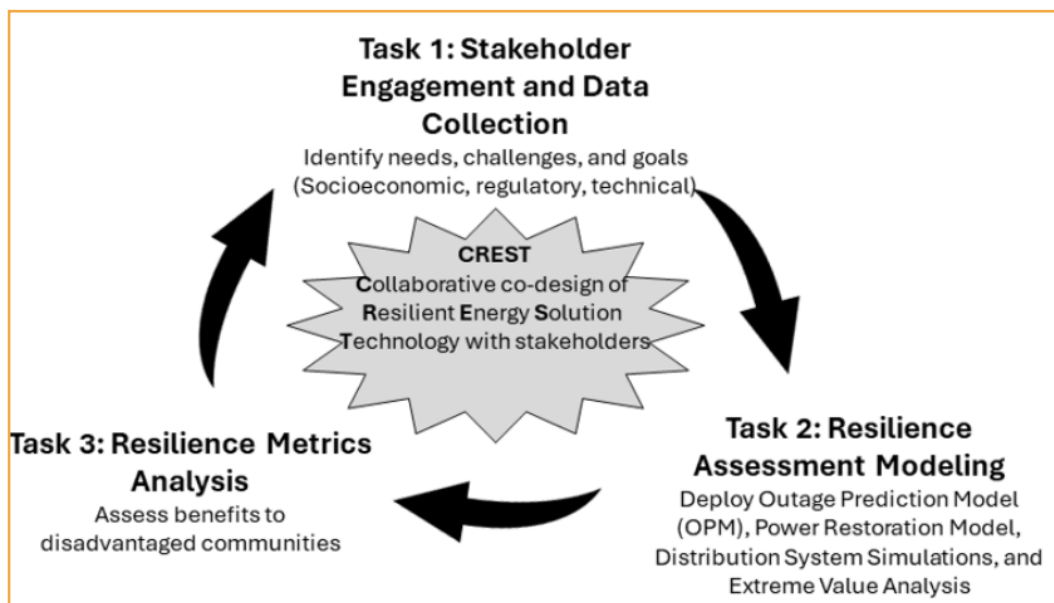 Task 1: Stakeholder
Engagement and Data
Collection
Identify needs, challenges, and goals
(Socioeconomic, regulatory, technical)
CREST
Collaborative co-design of
Resilient Energy Solution
Technology with stakeholders
Task 2: Resilience
Assessment Modeling
Deploy Outage Prediction Model
(OPM), Power Restoration Model,
Distribution System Simulations, and
Extreme Value Analysis
Task 3: Resilience Metrics
Analysis
Assess benefits to
disadvantaged communities